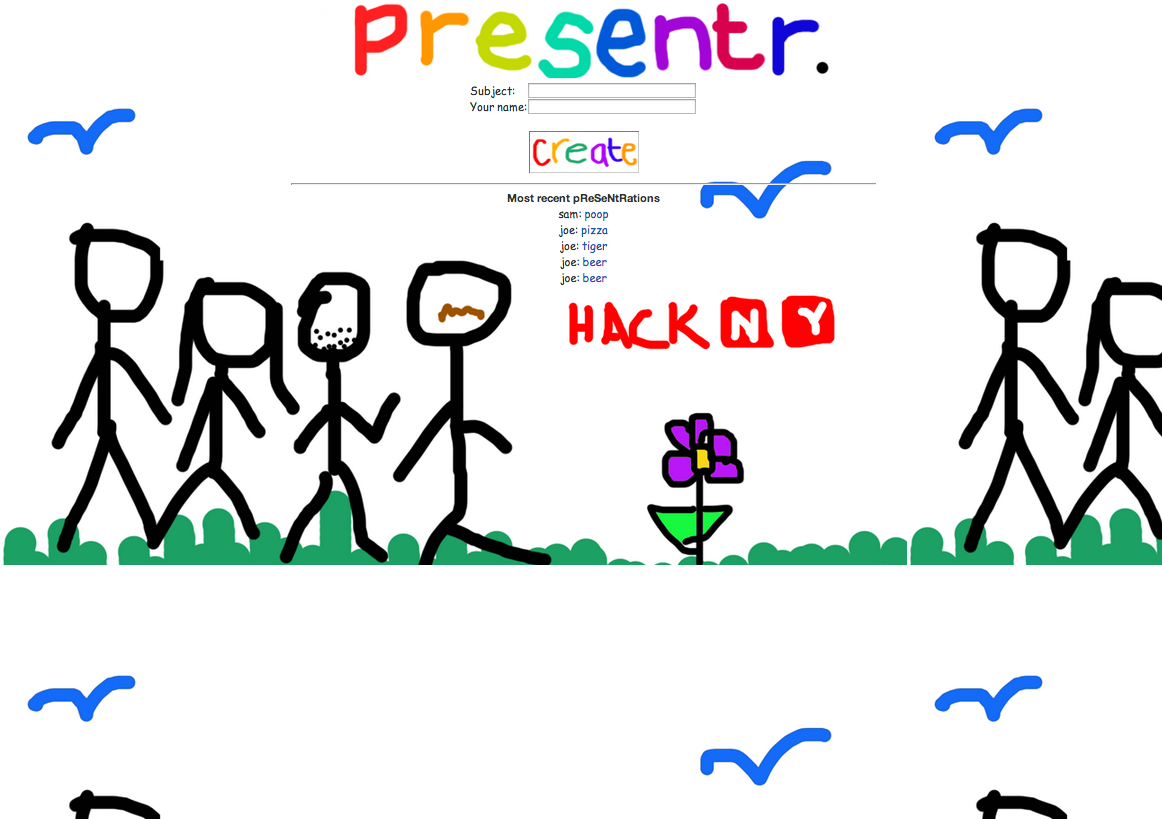 presentr.
Subject:
Your name:
Create
Most recent pReSeNtRations
sam: poop
joe: pizza
joe: tiger
joe: beer
joe: beer
HACK NY